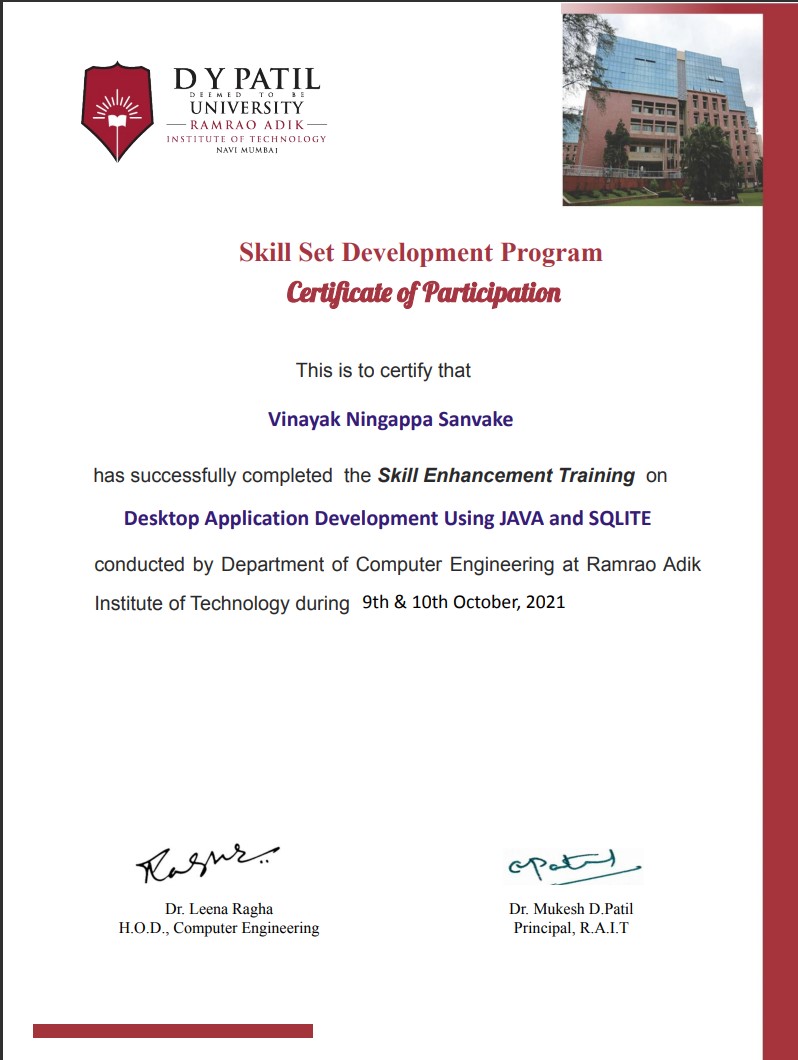 D Y PATIL
DEEMED TO BE
UNIVERSITY
RAMRAO ADIK
INSTITUTE OF TECHNOLOGY
NAVI MUMBAI
Skill Set Development Program
Certificate of Participation
This is to certify that
Vinayak Ningappa Sanvake
has successfully completed the Skill Enhancement Training on
Desktop Application Development Using JAVA and SQLITE
conducted by Department of Computer Engineering at Ramrao Adik
Institute of Technology during 9th & 10th October, 2021
Dr. Leena Ragha
H.O.D., Computer Engineering
Dr. Mukesh D.Patil
Principal, R.A.I.T